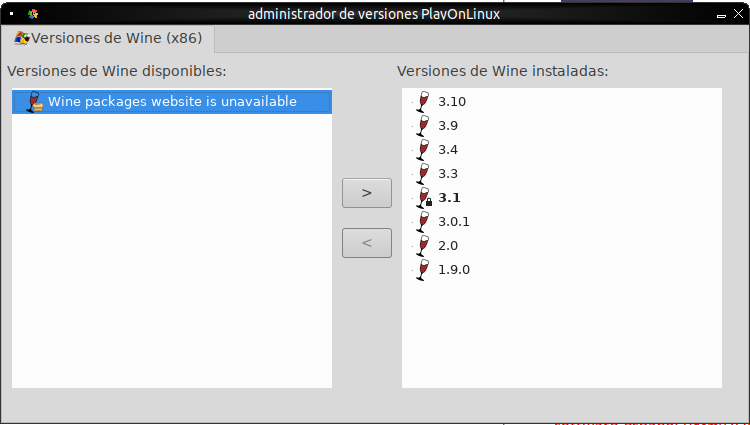 administrador de versiones PlayOnLinux
Versiones de Wine (x86)
Versiones de Wine disponibles:
Wine packages website is unavailable
>
<
Versiones de Wine instaladas:
3.10
3.9
3.4
3.3
3.1
3.0.1
2.0
1.9.0